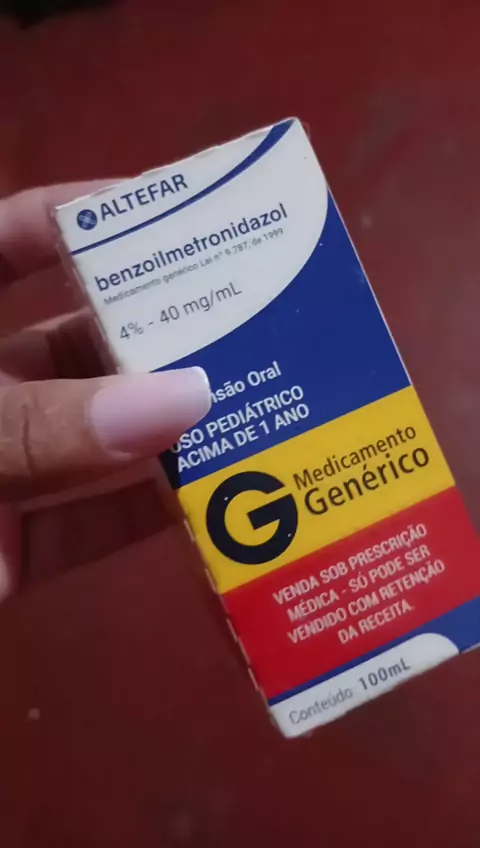 ALTEFAR
benzoilmetronidazol
Medicamento genérico Lei nº 9.787, de 1999
4% - 40 mg/mL
Oral
USO PEDIÁTRICO
ACIMA DE 1 ANO
G Medicamento
Genérico
VENDA SOB PRESCRIÇÃO
MÉDICA - SÓ PODE SER
VENDIDO COM RETENÇÃO
DA RECEITA.
Conteúdo: 100mL